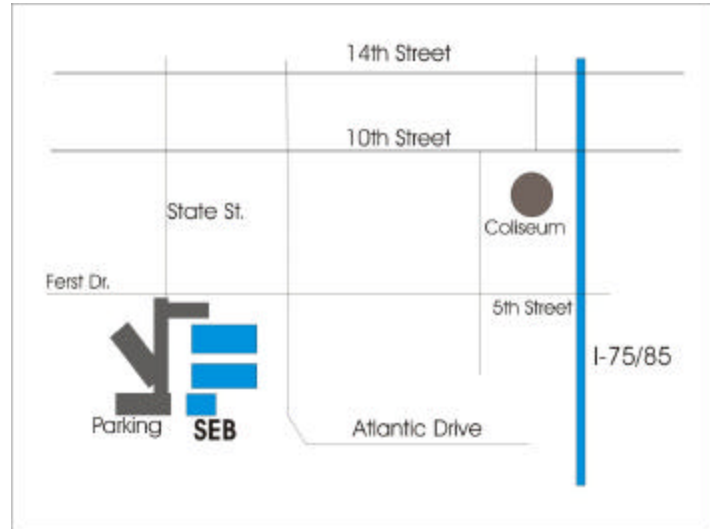 14th Street
10th Street
State St.
Coliseum
Ferst Dr.
5th Street
I-75/85
Parking
SEB
Atlantic Drive